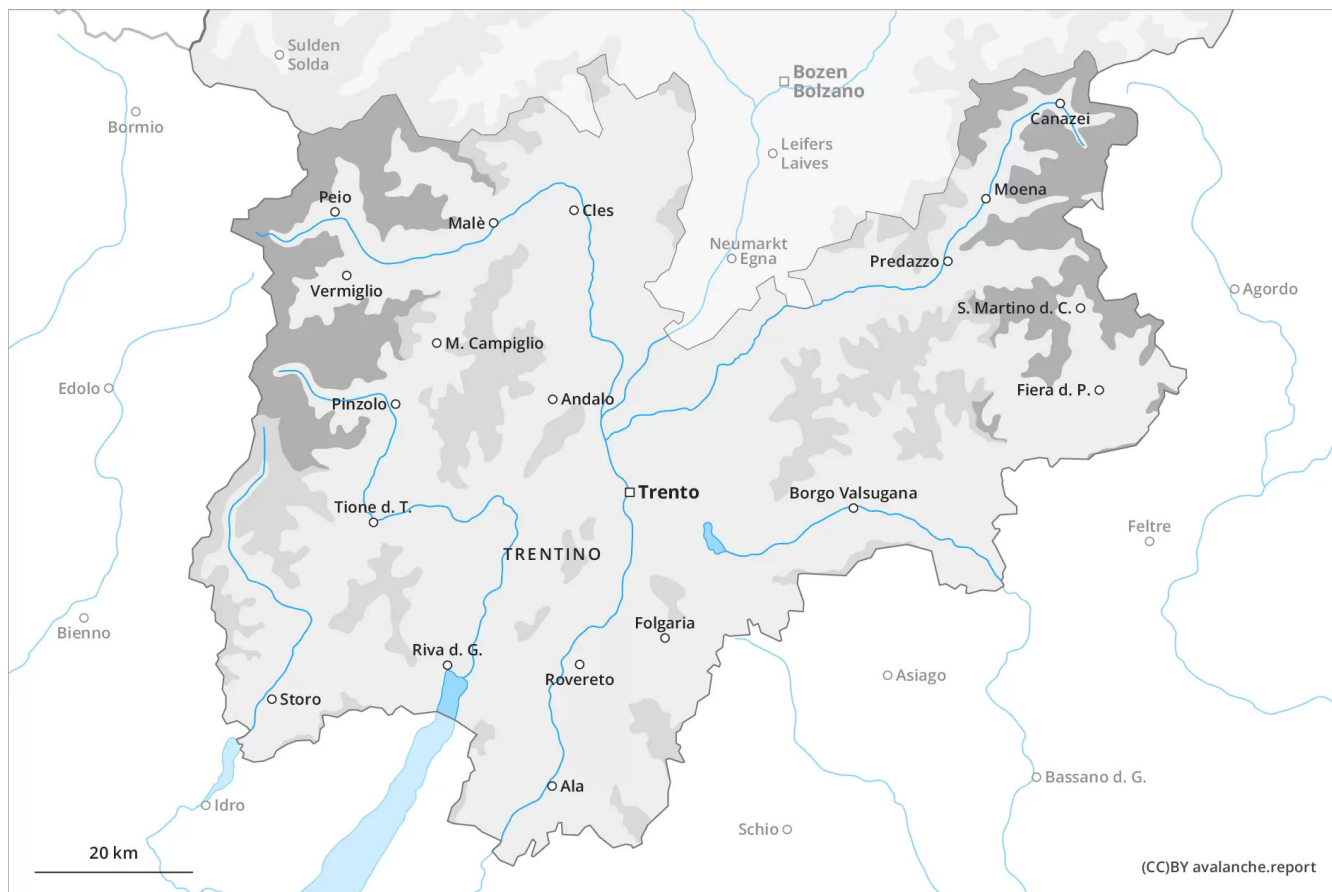 Sulden
Solda
Bozen
Bolzano
Bormio
Canazei
Leifers
Laives
Peio
Moena
Malè
Cles
Neumarkt
Egna
Predazzo
Vermiglio
Agordo
S. Martino d. C.
M. Campiglio
Edolo
Fiera d. P.
Andalo
Pinzolo
Trento
Borgo Valsugana
Tione d. T.
Feltre
TRENTINO
Bienno
Folgaria
Riva d. G.
Rovereto
Asiago
Storo
Bassano d. G.
Ala
Idro
Schio
20 km
(CC)BY avalanche.report